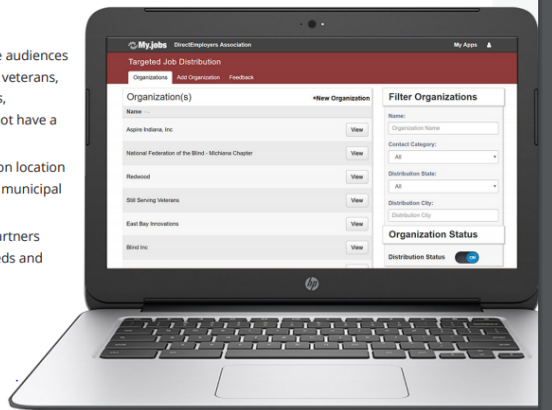 e audiences
veterans,
s,
ot have a
on location
municipal
artners
eds and
My.jobs DirectEmployers Association
My Apps
Targeted Job Distribution
Organizations Add Organization Feedback
Organization(s)
+New Organization
Name
Aspire Indiana, Inc
View
National Federation of the Blind - Michiana Chapter
View
Redwood
View
Still Serving Veterans
View
East Bay Innovations
View
Blind Inc
View
Filter Organizations
Name:
Organization Name
Contact Category:
All
Distribution State:
All
Distribution City:
Distribution City
Organization Status
Distribution Status ON
hp